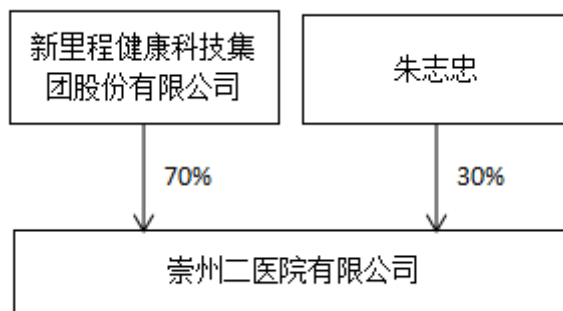 新里程健康科技集
团股份有限公司
朱志忠
70%
30%
崇州二医院有限公司